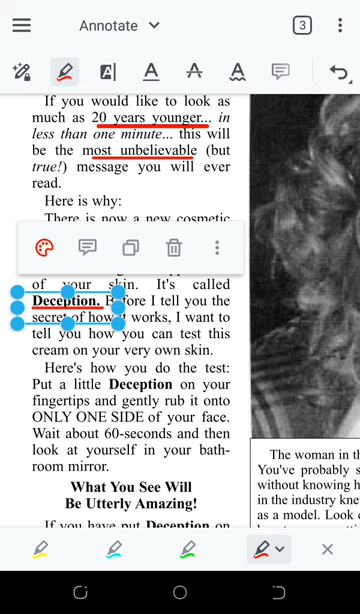 Annotate
3
If you would like to look as
much as 20 years younger... in
less than one minute... this will
be the most unbelievable (but
true!) message you will ever
read.
Here is why:
There is now a new cosmetic
of your skin. It's called
Deception. Before I tell you the
secret of how it works, I want to
tell you how you can test this
cream on your very own skin.
Here's how you do the test:
Put a little Deception on your
fingertips and gently rub it onto
ONLY ONE SIDE of your face.
Wait about 60-seconds and then
look at yourself in your bath-
room mirror.
What You See Will
Be Utterly Amazing!
If you have put Deception on
The woman in th
You've probably s
without knowing h
in the industry knew
as a model. Look c